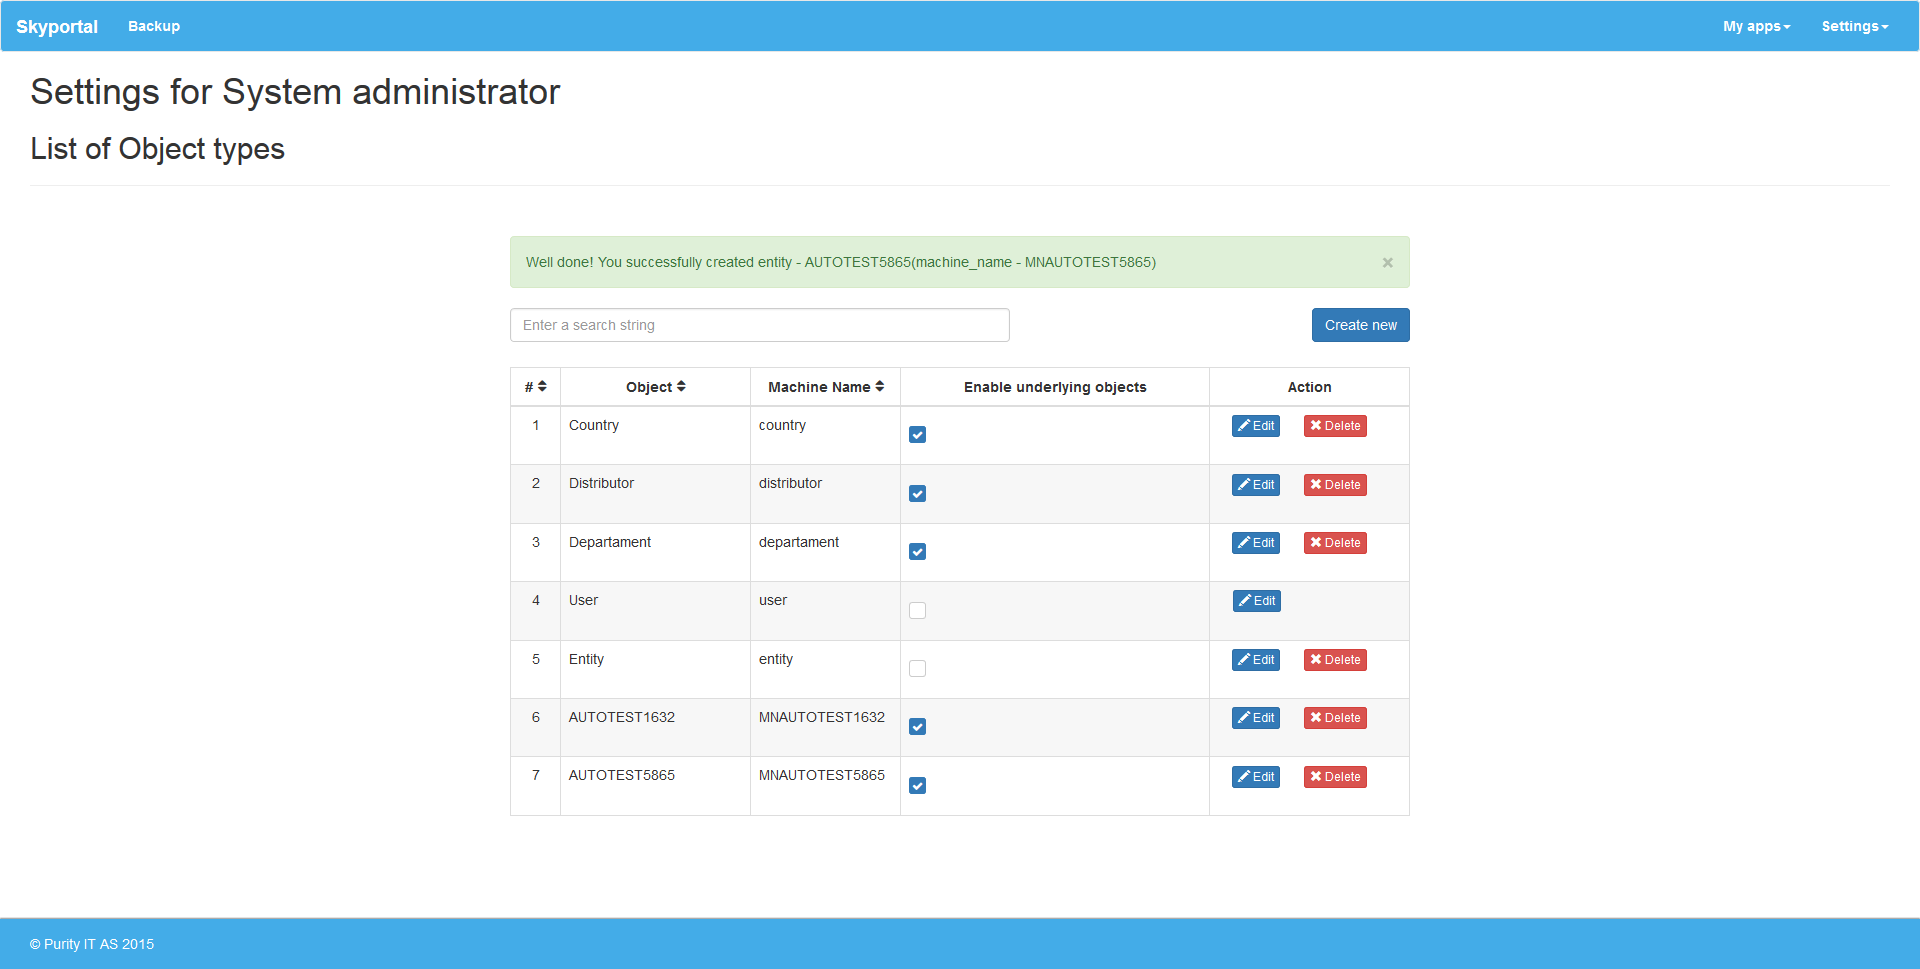 Skyportal Backup My apps Settings
Settings for System administrator
List of Object types
Well done! You successfully created entity - AUTOTEST5865(machine_name - MNAUTOTEST5865) ×
Enter a search string Create new
# Object Machine Name Enable underlying objects Action
1 Country country Edit Delete
2 Distributor distributor Edit Delete
3 Departament departament Edit Delete
4 User user Edit
5 Entity entity Edit Delete
6 AUTOTEST1632 MNAUTOTEST1632 Edit Delete
7 AUTOTEST5865 MNAUTOTEST5865 Edit Delete
© Purity IT AS 2015